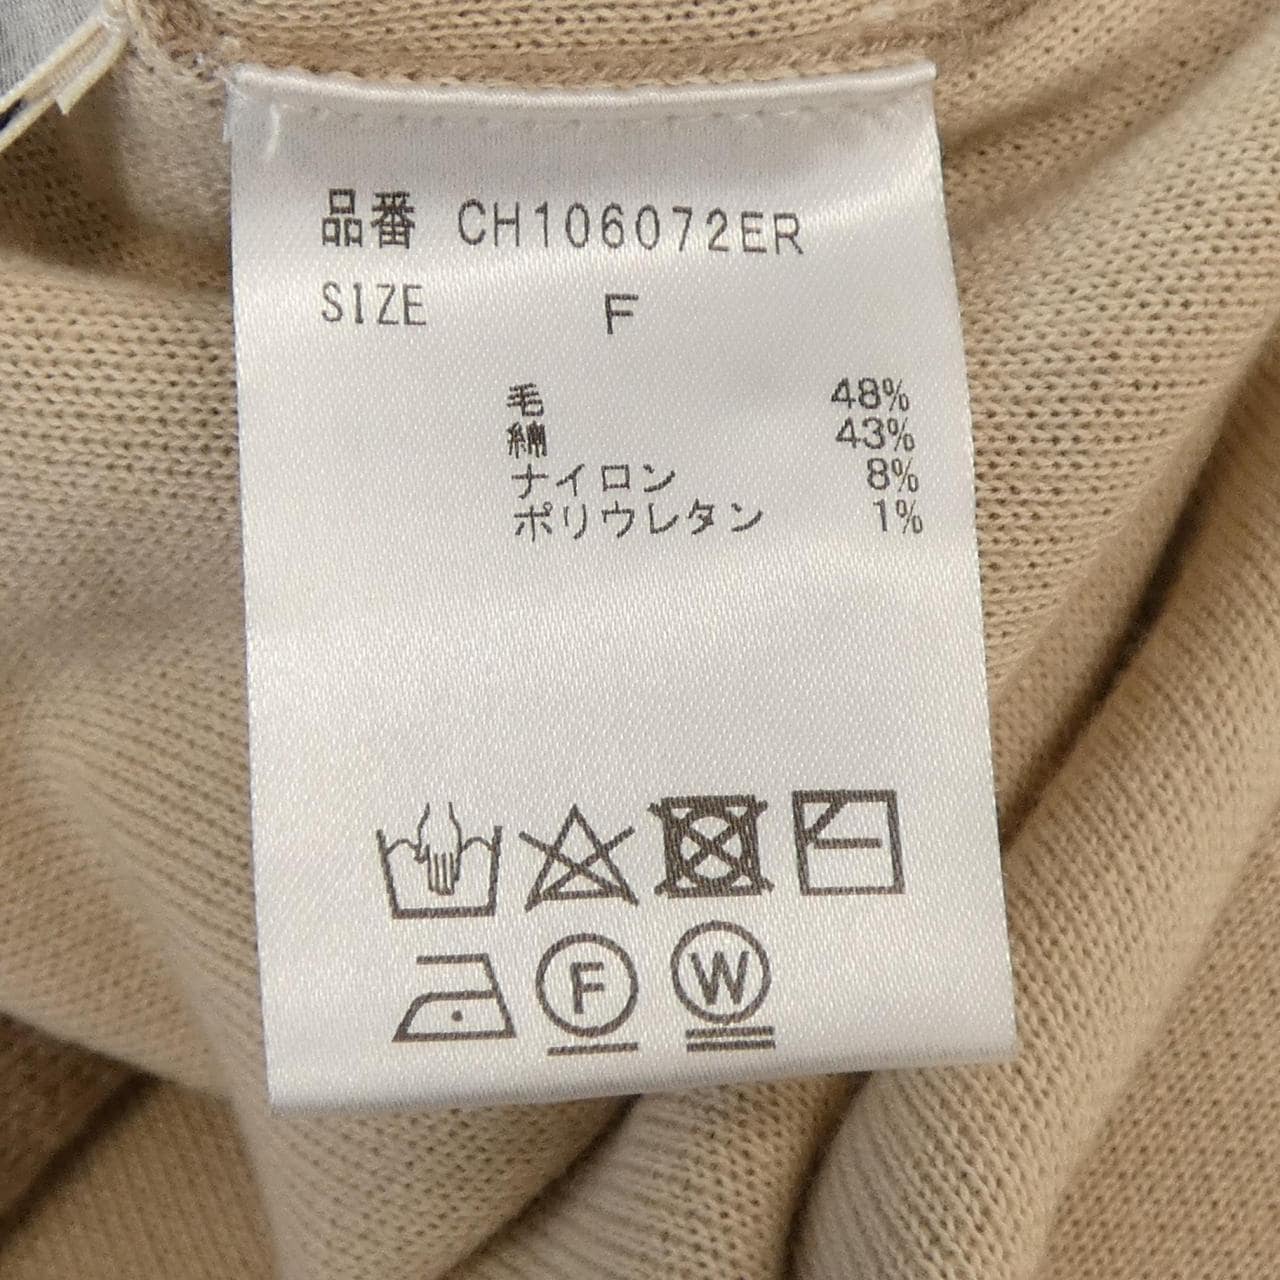 品番 CH106072ER
SIZE F
毛 48%
綿 43%
ナイロン 8%
ポリウレタン 1%
F W